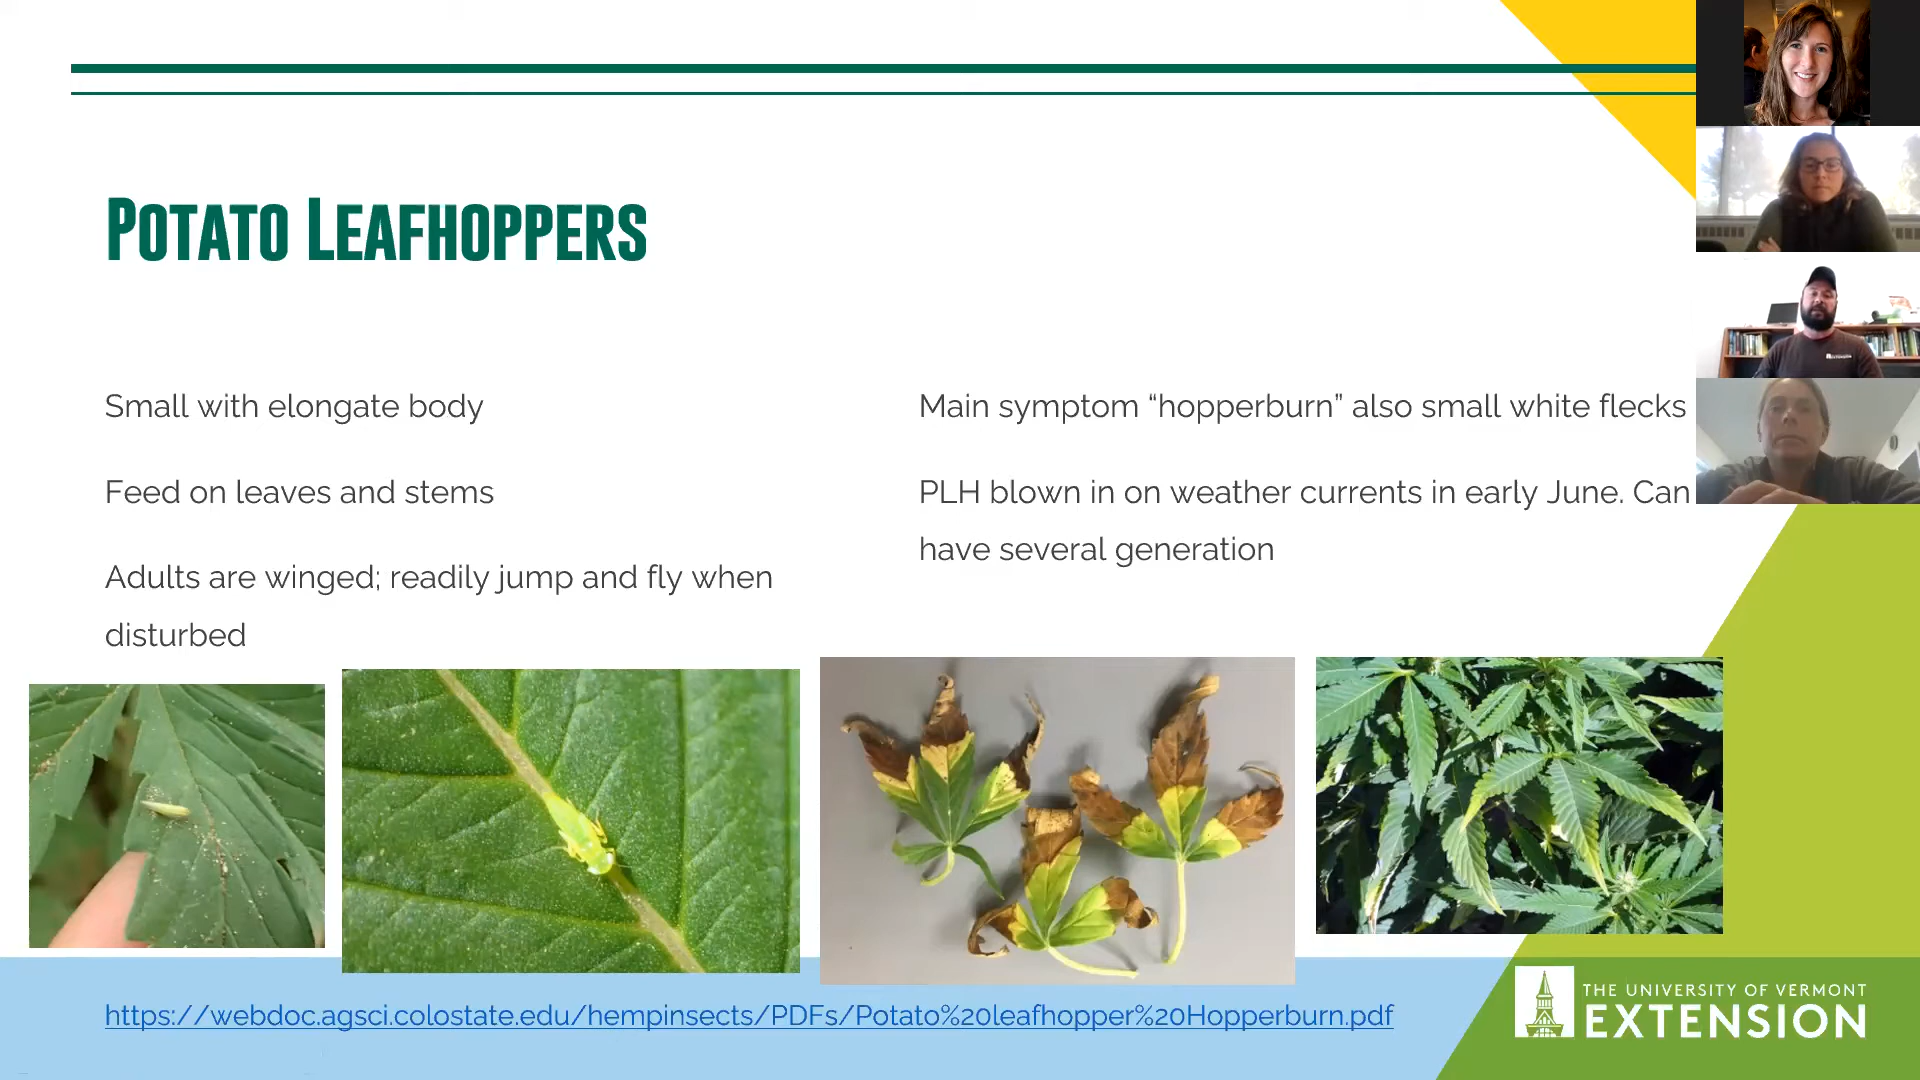 Potato Leafhoppers
Small with elongate body
Feed on leaves and stems
Adults are winged; readily jump and fly when
disturbed
Main symptom “hopperburn” also small white flecks
PLH blown in on weather currents in early June. Can
have several generation
https://webdoc.agsci.colostate.edu/hempinsects/PDFs/Potato%20leafhopper%20Hopperburn.pdf
THE UNIVERSITY OF VERMONT
EXTENSION